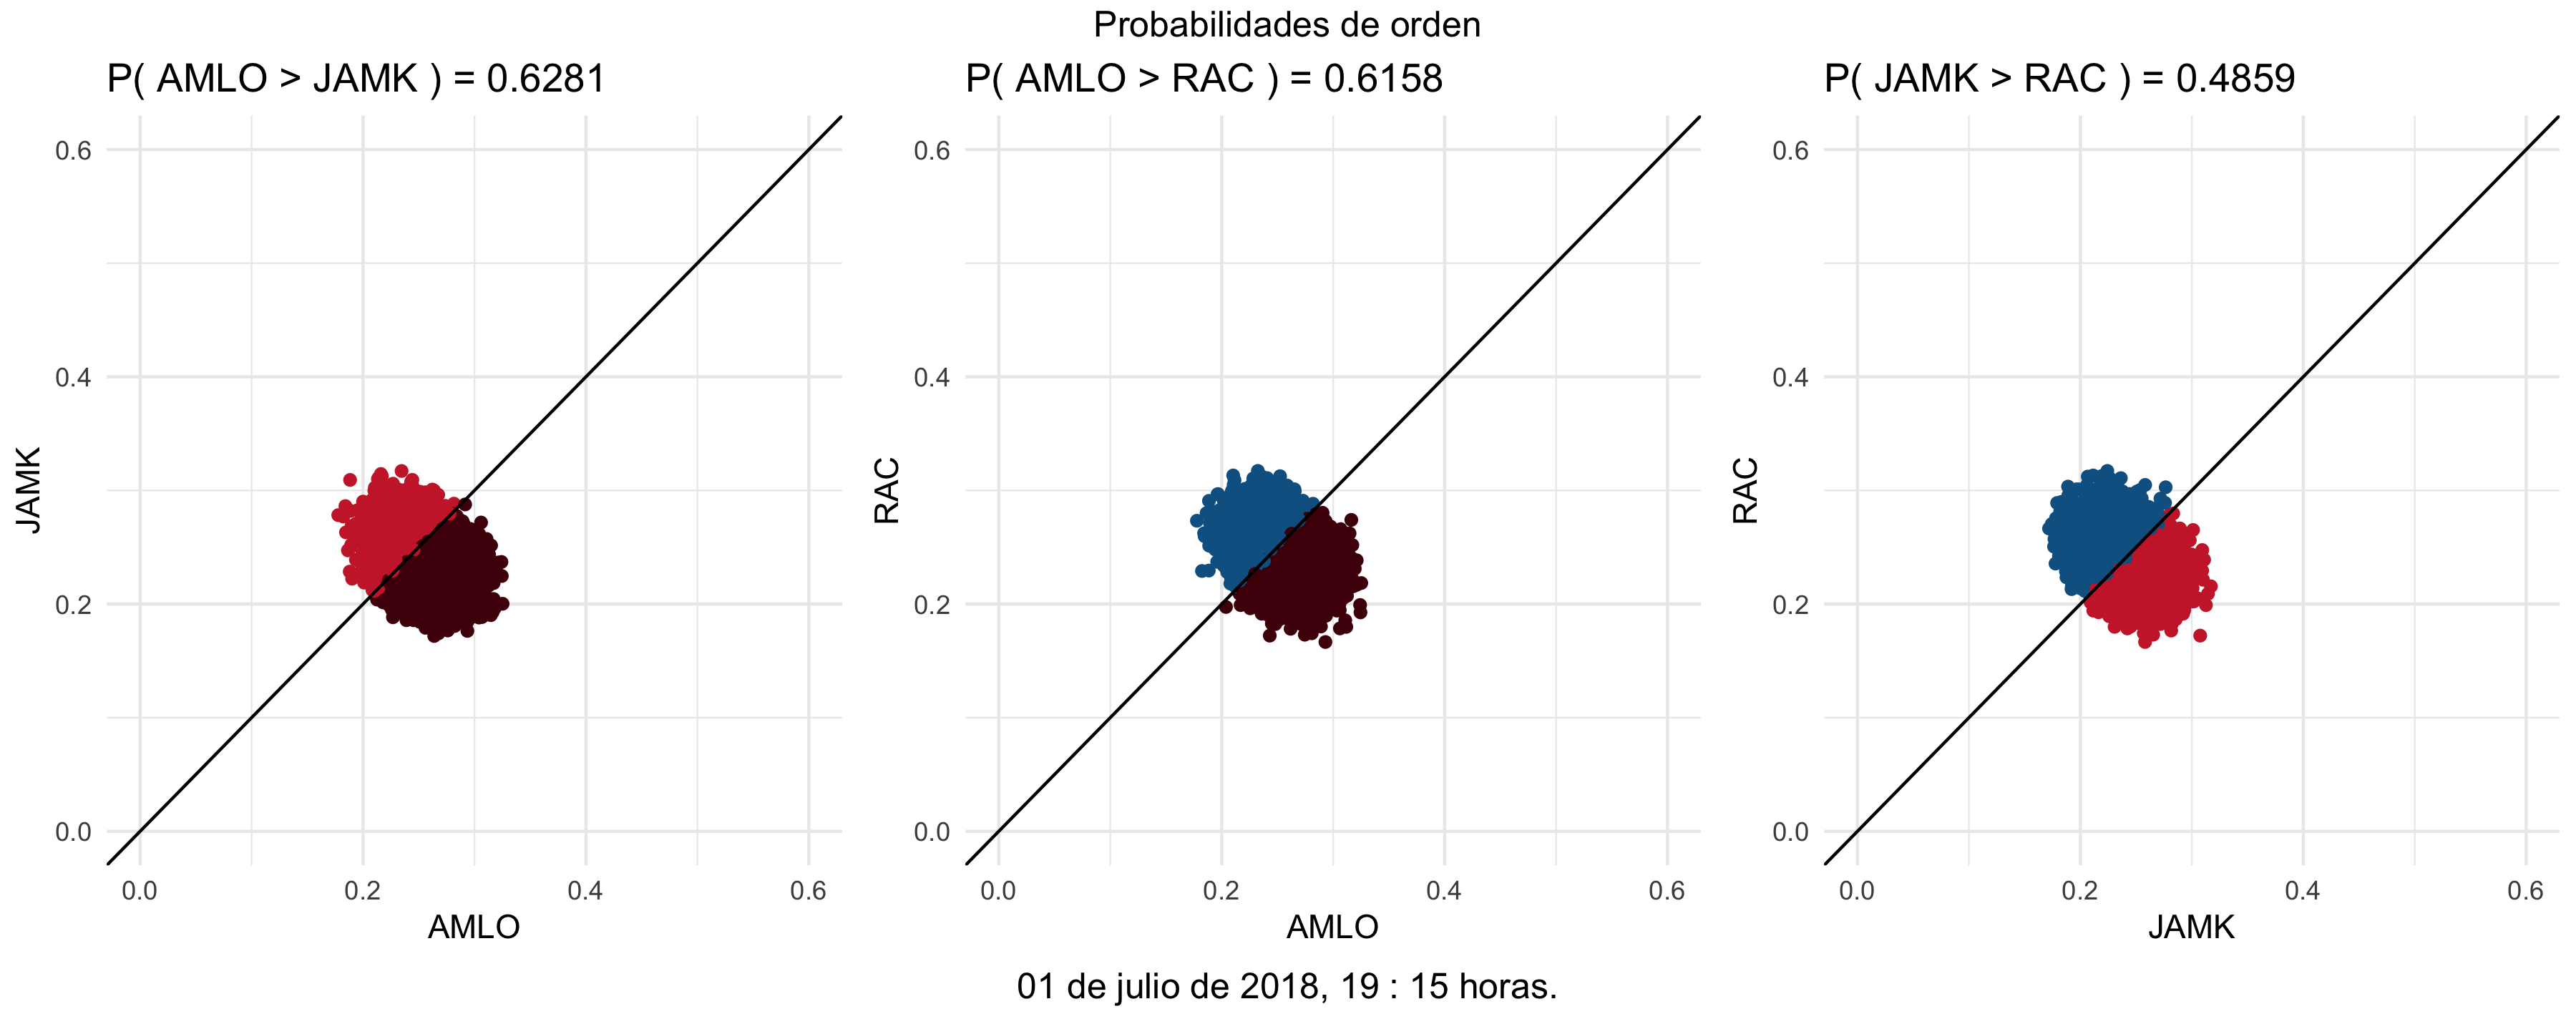 Probabilidades de orden
P( AMLO > JAMK ) = 0.6281
0.6
0.4
0.2
0.0
JAMK
0.0 0.2 0.4 0.6
AMLO
P( AMLO > RAC ) = 0.6158
0.6
0.4
0.2
0.0
RAC
0.0 0.2 0.4 0.6
AMLO
P( JAMK > RAC ) = 0.4859
0.6
0.4
0.2
0.0
RAC
0.0 0.2 0.4 0.6
JAMK
01 de julio de 2018, 19 : 15 horas.